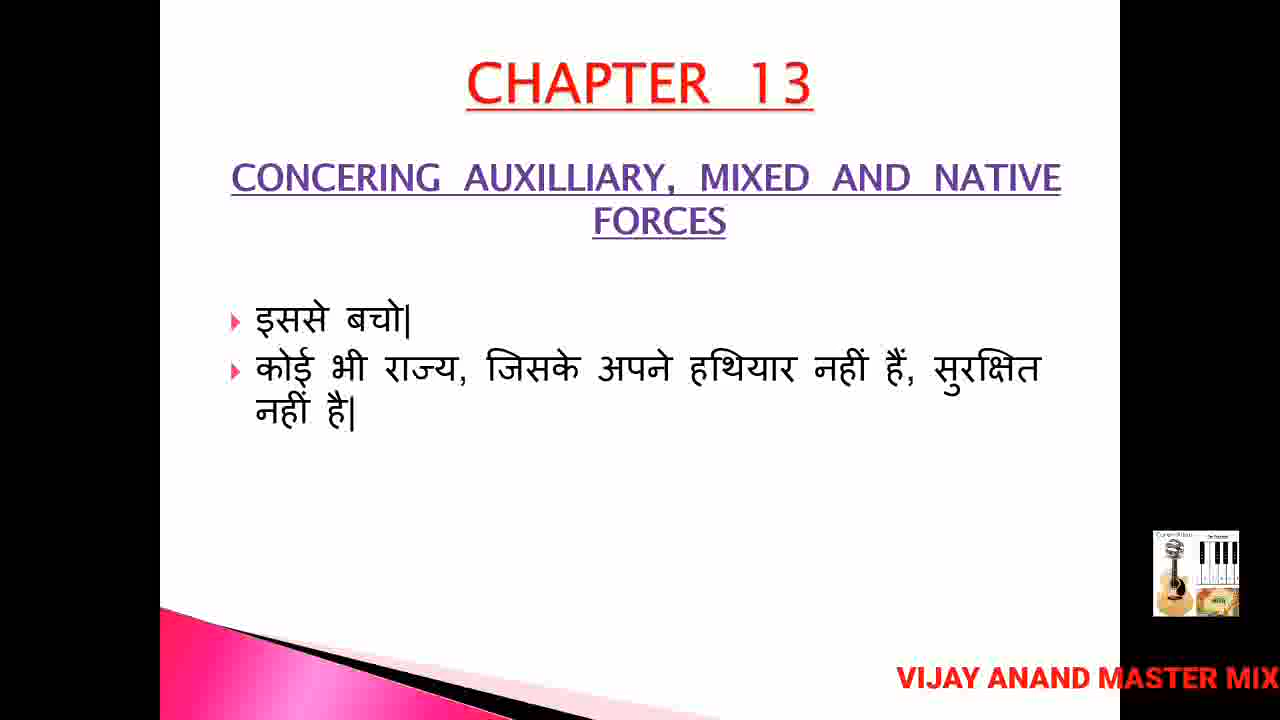 CHAPTER 13
CONCERING AUXILLIARY, MIXED AND NATIVE
FORCES
इससे बचो|
कोई भी राज्य, जिसके अपने हथियार नहीं हैं, सुरक्षित
नहीं है|
VIJAY ANAND MASTER MIX